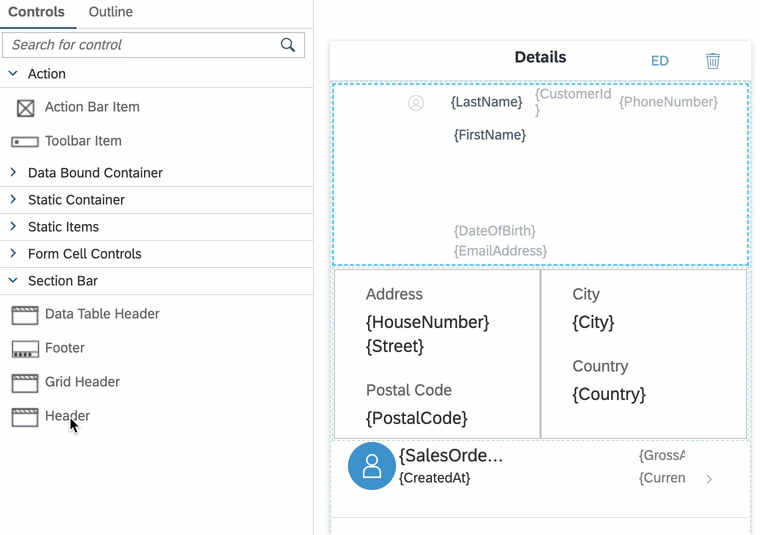 Controls Outline
Search for control
Action
Action Bar Item
Toolbar Item
Data Bound Container
Static Container
Static Items
Form Cell Controls
Section Bar
Data Table Header
Footer
Grid Header
Header
Details ED
{LastName} {CustomerId
} {PhoneNumber}
{FirstName}
{DateOfBirth}
{EmailAddress}
Address
{HouseNumber}
{Street}
Postal Code
{PostalCode}
City
{City}
Country
{Country}
{SalesOrde...
{CreatedAt}
{GrossA
{Curren